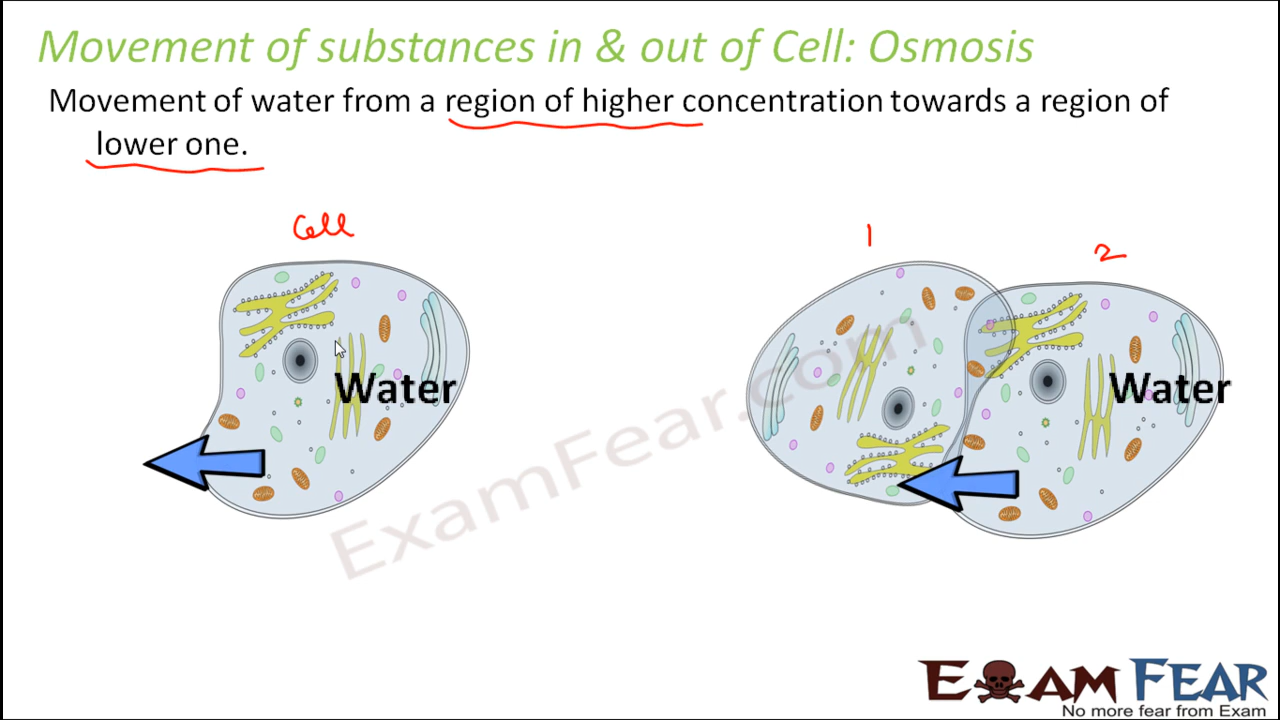 Movement of substances in & out of Cell: Osmosis
Movement of water from a region of higher concentration towards a region of
lower one.
Cell
1
2
Water
Water
ExamFear.com
EXAM FEAR
No more fear from Exam